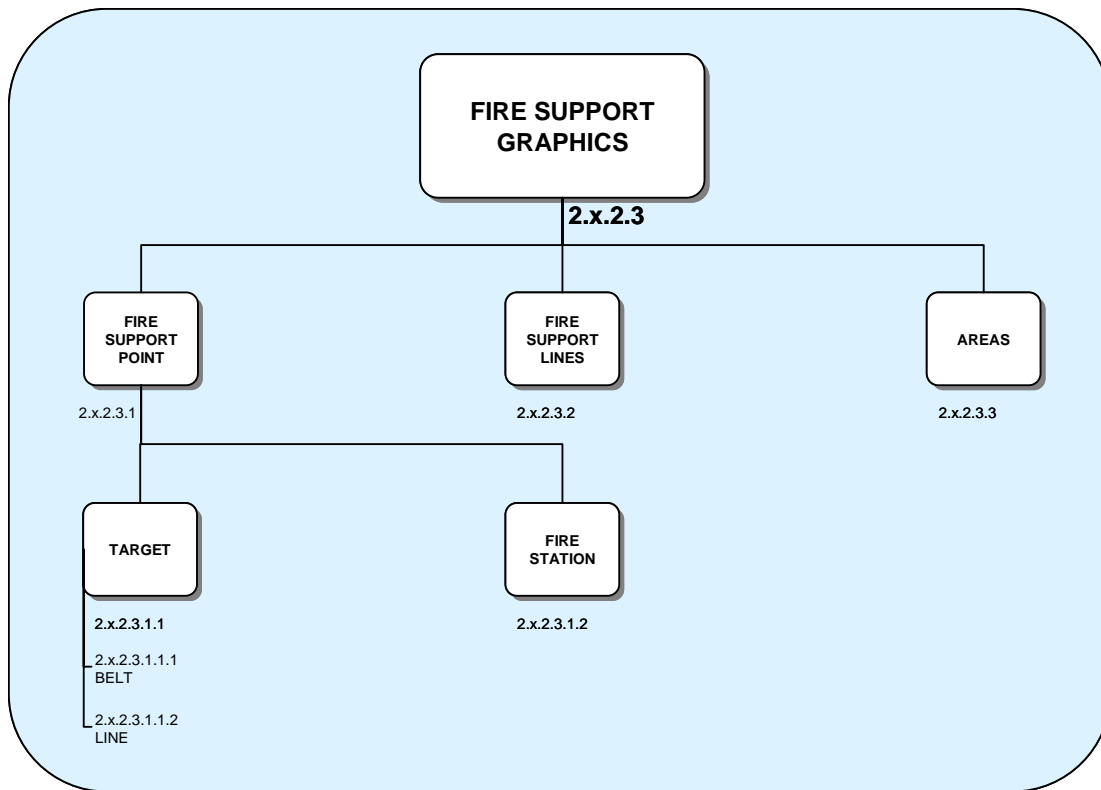 FIRE SUPPORT
GRAPHICS
2.x.2.3
FIRE
SUPPORT
POINT
2.x.2.3.1
FIRE
SUPPORT
LINES
2.x.2.3.2
AREAS
2.x.2.3.3
TARGET
2.x.2.3.1.1
2.x.2.3.1.1.1
BELT
2.x.2.3.1.1.2
LINE
FIRE
STATION
2.x.2.3.1.2